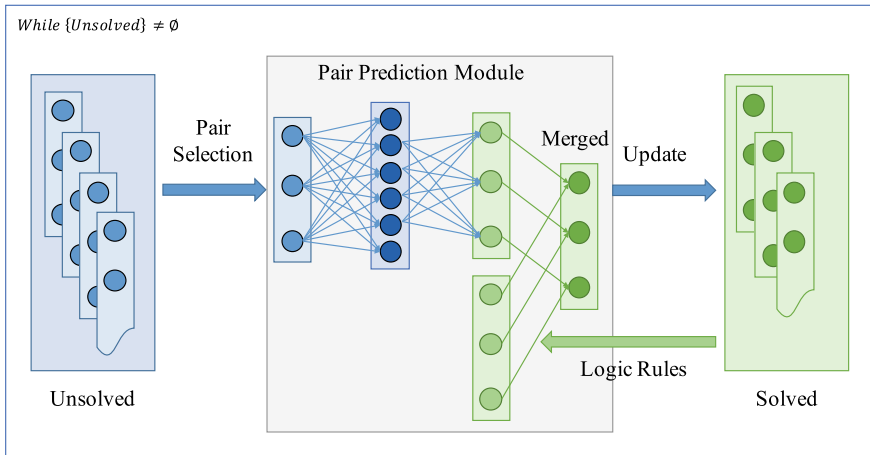 While {Unsolved} ≠ ∅
Pair Prediction Module
Pair
Selection
Merged
Update
Logic Rules
Unsolved
Solved